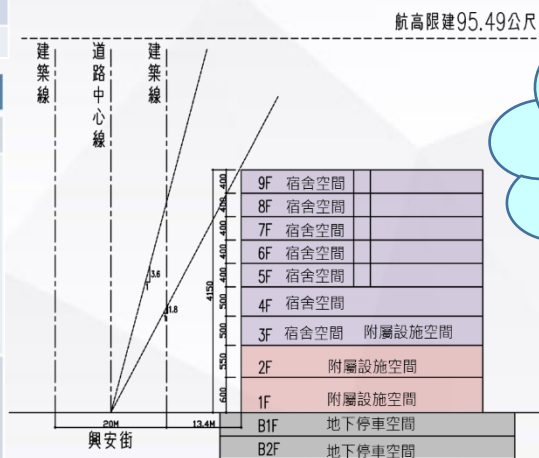 航高限建95.49公尺
建築線
道路中心線
建築線
3.6
1.8
400
400
400
400
400
500
500
550
600
4150
9F 宿舍空間
8F 宿舍空間
7F 宿舍空間
6F 宿舍空間
5F 宿舍空間
4F 宿舍空間
3F 宿舍空間 附屬設施空間
2F 附屬設施空間
1F 附屬設施空間
20M
13.4M
興安街
B1F 地下停車空間
B2F 地下停車空間